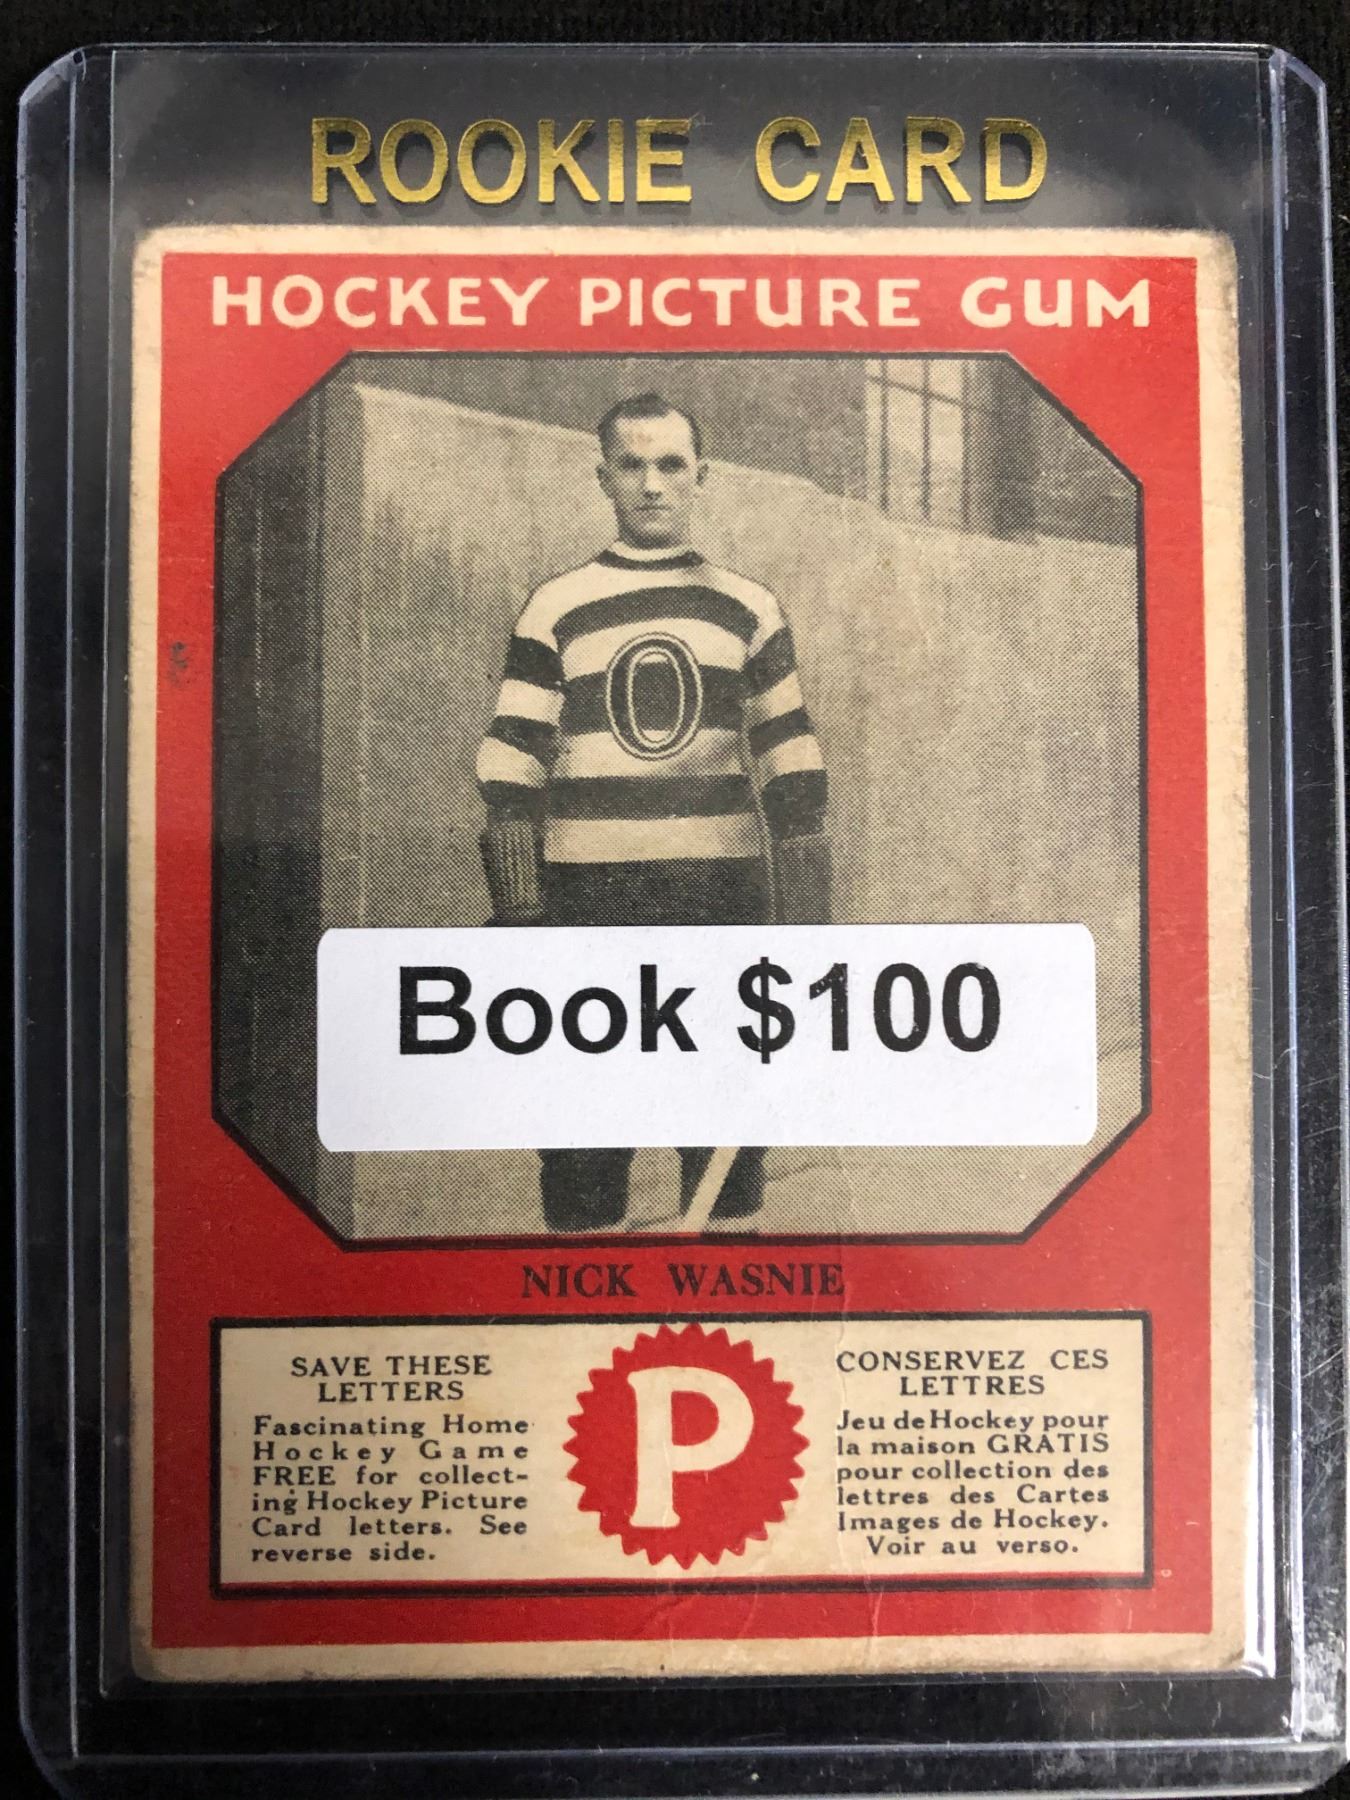 ROOKIE CARD
HOCKEY PICTURE GUM
O
Book $100
NICK WASNIE
SAVE THESE
LETTERS
Fascinating Home
Hockey Game
FREE for collect-
ing Hockey Picture
Card letters. See
reverse side.
P
CONSERVEZ CES
LETTRES
Jeu de Hockey pour
la maison GRATIS
pour collection des
lettres des Cartes
Images de Hockey.
Voir au verso.